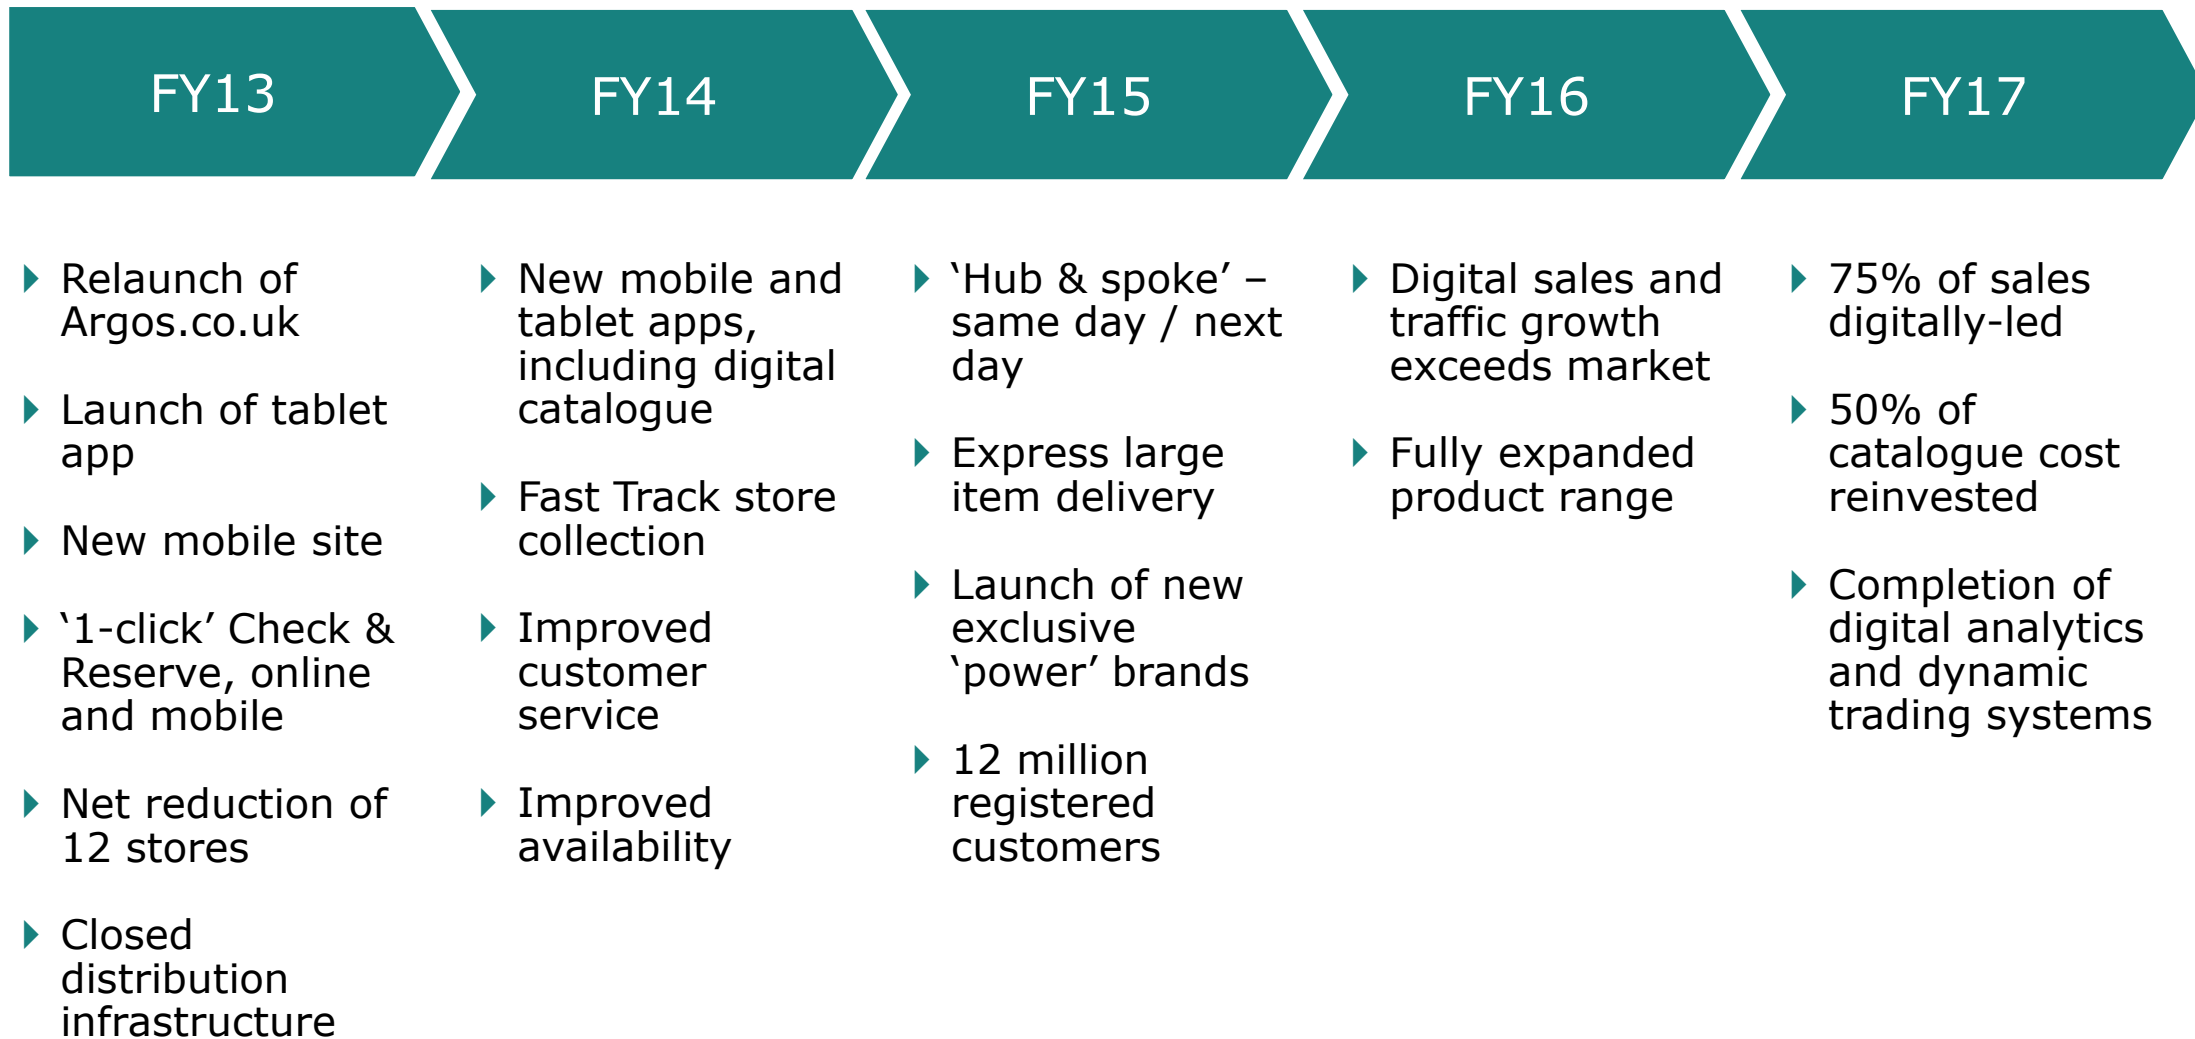 FY13
FY14
FY15
FY16
FY17
Relaunch of
Argos.co.uk
Launch of tablet
app
New mobile site
‘1-click’ Check &
Reserve, online
and mobile
Net reduction of
12 stores
Closed
distribution
infrastructure
New mobile and
tablet apps,
including digital
catalogue
Fast Track store
collection
Improved
customer
service
Improved
availability
‘Hub & spoke’ –
same day / next
day
Express large
item delivery
Launch of new
exclusive
‘power’ brands
12 million
registered
customers
Digital sales and
traffic growth
exceeds market
Fully expanded
product range
75% of sales
digitally-led
50% of
catalogue cost
reinvested
Completion of
digital analytics
and dynamic
trading systems